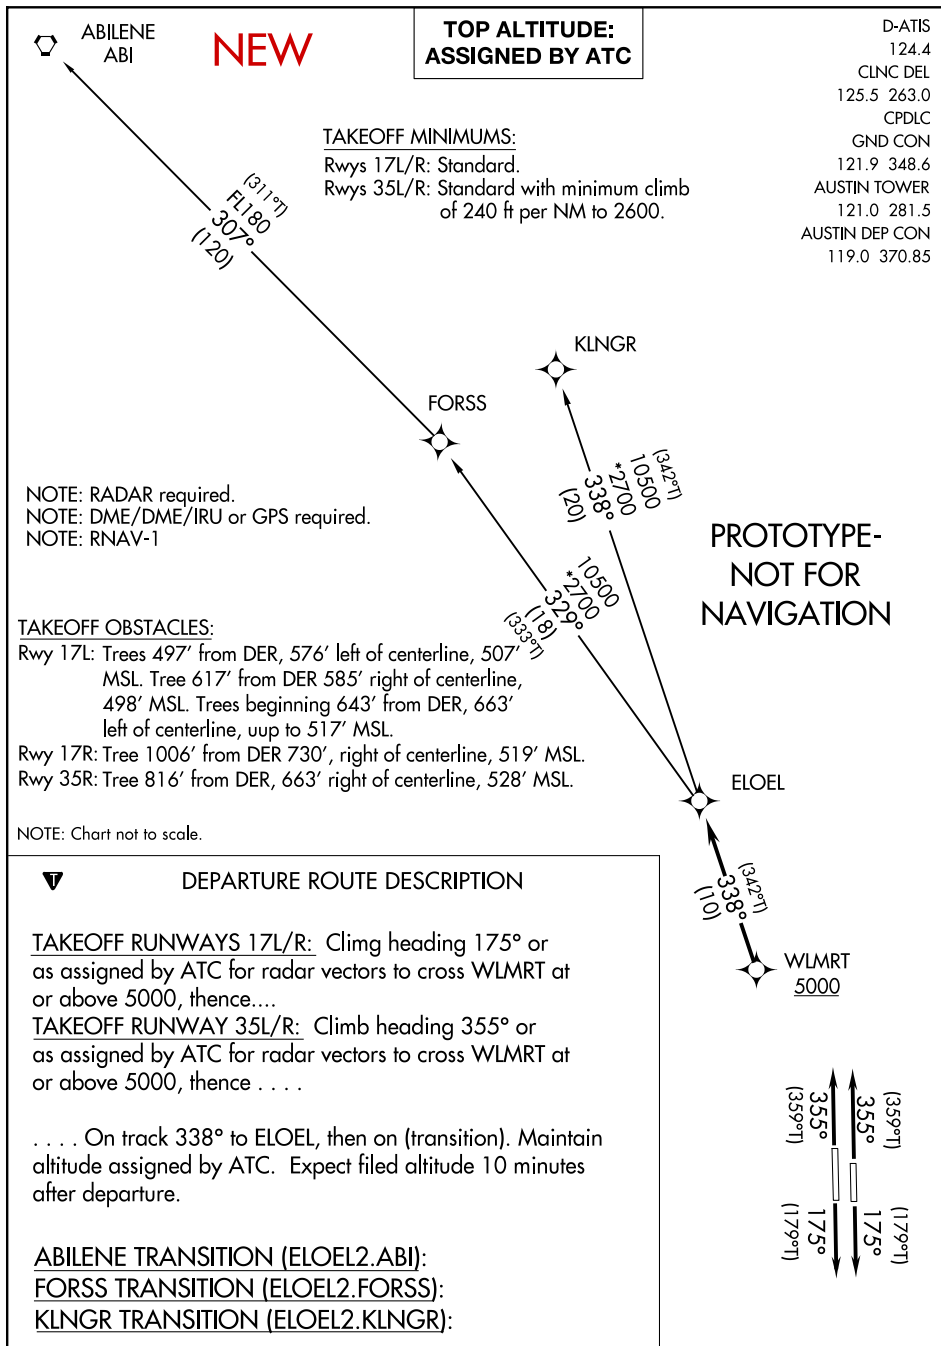 ABILENE
ABI
NEW
TOP ALTITUDE:
ASSIGNED BY ATC
D-ATIS
124.4
CLNC DEL
125.5 263.0
CPDLC
GND CON
121.9 348.6
AUSTIN TOWER
121.0 281.5
AUSTIN DEP CON
119.0 370.85
TAKEOFF MINIMUMS:
Rwys 17L/R: Standard.
Rwys 35L/R: Standard with minimum climb
of 240 ft per NM to 2600.
(311°T)
FL180
307°
(120)
KLNGR
FORSS
(342°T)
10500
*2700
338°
(20)
NOTE: RADAR required.
NOTE: DME/DME/IRU or GPS required.
NOTE: RNAV-1
PROTOTYPE-
NOT FOR
NAVIGATION
10500
*2700
329°
(18)
(333°T)
TAKEOFF OBSTACLES:
Rwy 17L: Trees 497’ from DER, 576’ left of centerline, 507’
MSL. Tree 617’ from DER 585’ right of centerline,
498’ MSL. Trees beginning 643’ from DER, 663’
left of centerline, uup to 517’ MSL.
Rwy 17R: Tree 1006’ from DER 730’, right of centerline, 519’ MSL.
Rwy 35R: Tree 816’ from DER, 663’ right of centerline, 528’ MSL.
ELOEL
NOTE: Chart not to scale.
(342°T)
338°
(10)
WLMRT
5000
T
DEPARTURE ROUTE DESCRIPTION
TAKEOFF RUNWAYS 17L/R: Climg heading 175° or
as assigned by ATC for radar vectors to cross WLMRT at
or above 5000, thence....
TAKEOFF RUNWAY 35L/R: Climb heading 355° or
as assigned by ATC for radar vectors to cross WLMRT at
or above 5000, thence . . . .
. . . . On track 338° to ELOEL, then on (transition). Maintain
altitude assigned by ATC. Expect filed altitude 10 minutes
after departure.
ABILENE TRANSITION (ELOEL2.ABI):
FORSS TRANSITION (ELOEL2.FORSS):
KLNGR TRANSITION (ELOEL2.KLNGR):
355°
(359°T)
355°
(359°T)
175°
(179°T)
175°
(179°T)